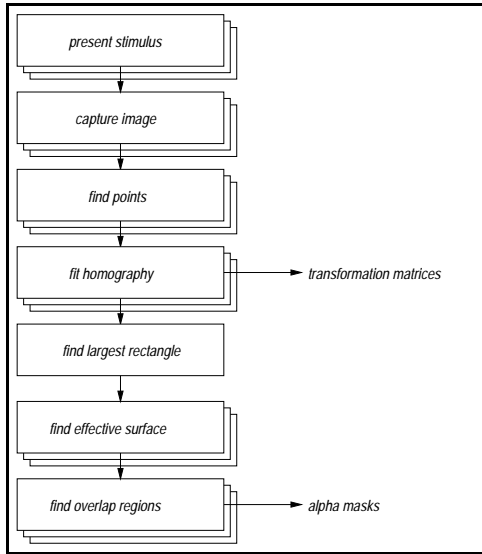 present stimulus
capture image
find points
fit homography
transformation matrices
find largest rectangle
find effective surface
find overlap regions
alpha masks